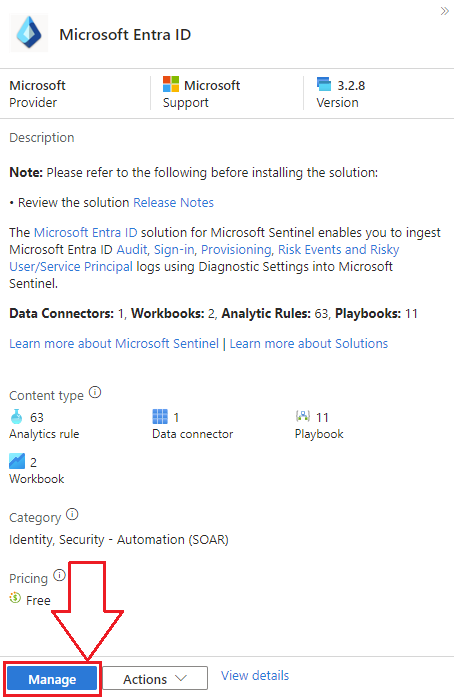 Microsoft Entra ID
Microsoft
Provider
Microsoft
Support
3.2.8
Version
Description
Note: Please refer to the following before installing the solution:
• Review the solution Release Notes
The Microsoft Entra ID solution for Microsoft Sentinel enables you to ingest
Microsoft Entra ID Audit, Sign-in, Provisioning, Risk Events and Risky
User/Service Principal logs using Diagnostic Settings into Microsoft
Sentinel.
Data Connectors: 1, Workbooks: 2, Analytic Rules: 63, Playbooks: 11
Learn more about Microsoft Sentinel | Learn more about Solutions
Content type
63
Analytics rule
1
Data connector
11
Playbook
2
Workbook
Category
Identity, Security - Automation (SOAR)
Pricing
Free
Manage
Actions
View details